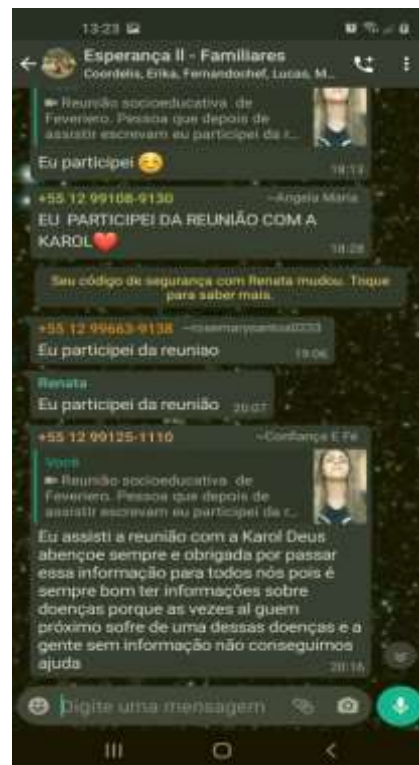 13:23
Esperança II - Familiares
Coordelis, Erika, Fernandochef, Lucas, M...
Reunião socioeducativa de
Feveriero. Pessoa que depois de
assistir escrevam eu participei da r...
Eu participei
18:13
+55 12 99108-9130 ~Angela Maria
EU PARTICIPEI DA REUNIÃO COM A
KAROL
18:28
Seu código de segurança com Renata mudou. Toque
para saber mais.
+55 12 99663-9138
Eu participei da reuniao
19:06
Renata
Eu participei da reunião 20:07
+55 12 99125-1110 ~Confiança E Fé
Você
Reunião socioeducativa de
Feveriero. Pessoa que depois de
assistir escrevam eu participei da r...
Eu assisti a reunião com a Karol Deus
abençoe sempre e obrigada por passar
essa informação para todos nós pois é
sempre bom ter informações sobre
doenças porque as vezes al guem
próximo sofre de uma dessas doenças e a
gente sem informação não conseguimos
ajuda
20:16
Digite uma mensagem